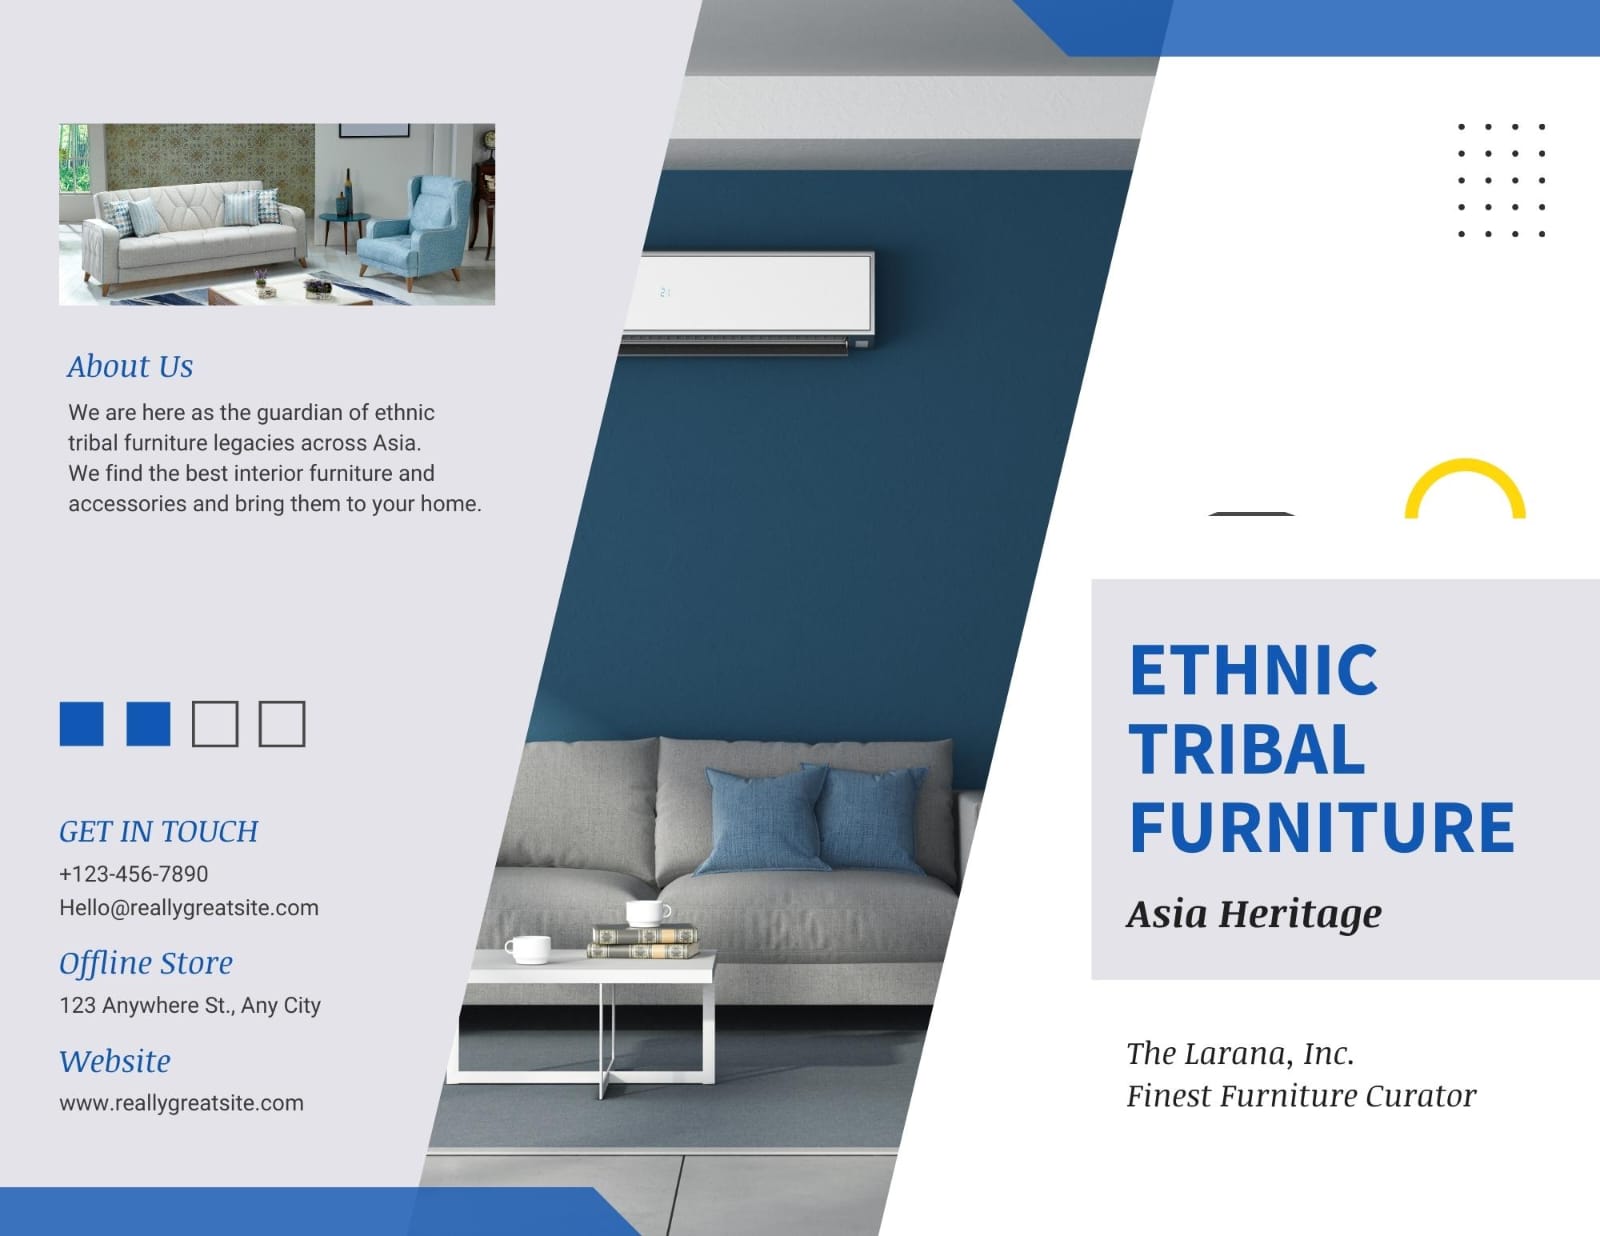 About Us
We are here as the guardian of ethnic
tribal furniture legacies across Asia.
We find the best interior furniture and
accessories and bring them to your home.
GET IN TOUCH
+123-456-7890
Hello@reallygreatsite.com
Offline Store
123 Anywhere St., Any City
Website
www.reallygreatsite.com
21
ETHNIC
TRIBAL
FURNITURE
Asia Heritage
The Larana, Inc.
Finest Furniture Curator